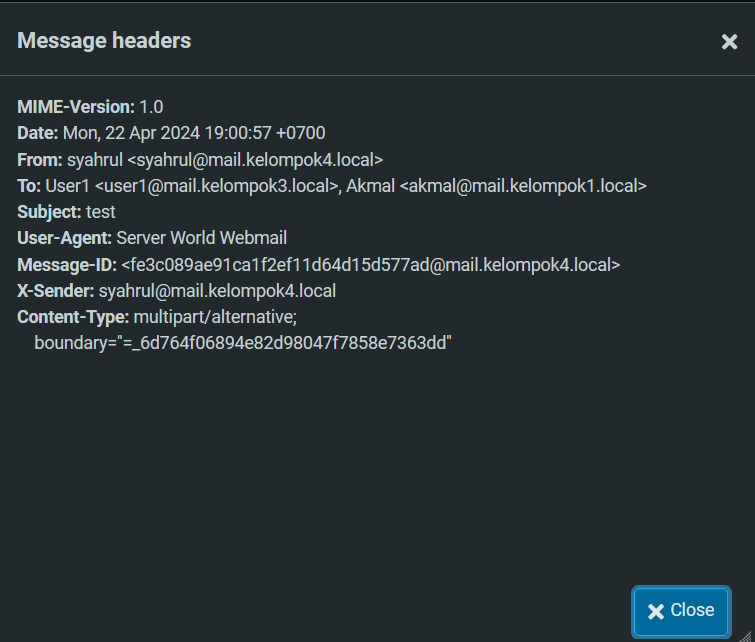 Message headers
MIME-Version: 1.0
Date: Mon, 22 Apr 2024 19:00:57 +0700
From: syahrul <syahrul@mail.kelompok4.local>
To: User1 <user1@mail.kelompok3.local>, Akmal <akmal@mail.kelompok1.local>
Subject: test
User-Agent: Server World Webmail
Message-ID: <fe3c089ae91ca1f2ef11d64d15d577ad@mail.kelompok4.local>
X-Sender: syahrul@mail.kelompok4.local
Content-Type: multipart/alternative;
boundary="=_6d764f06894e82d98047f7858e7363dd"
Close